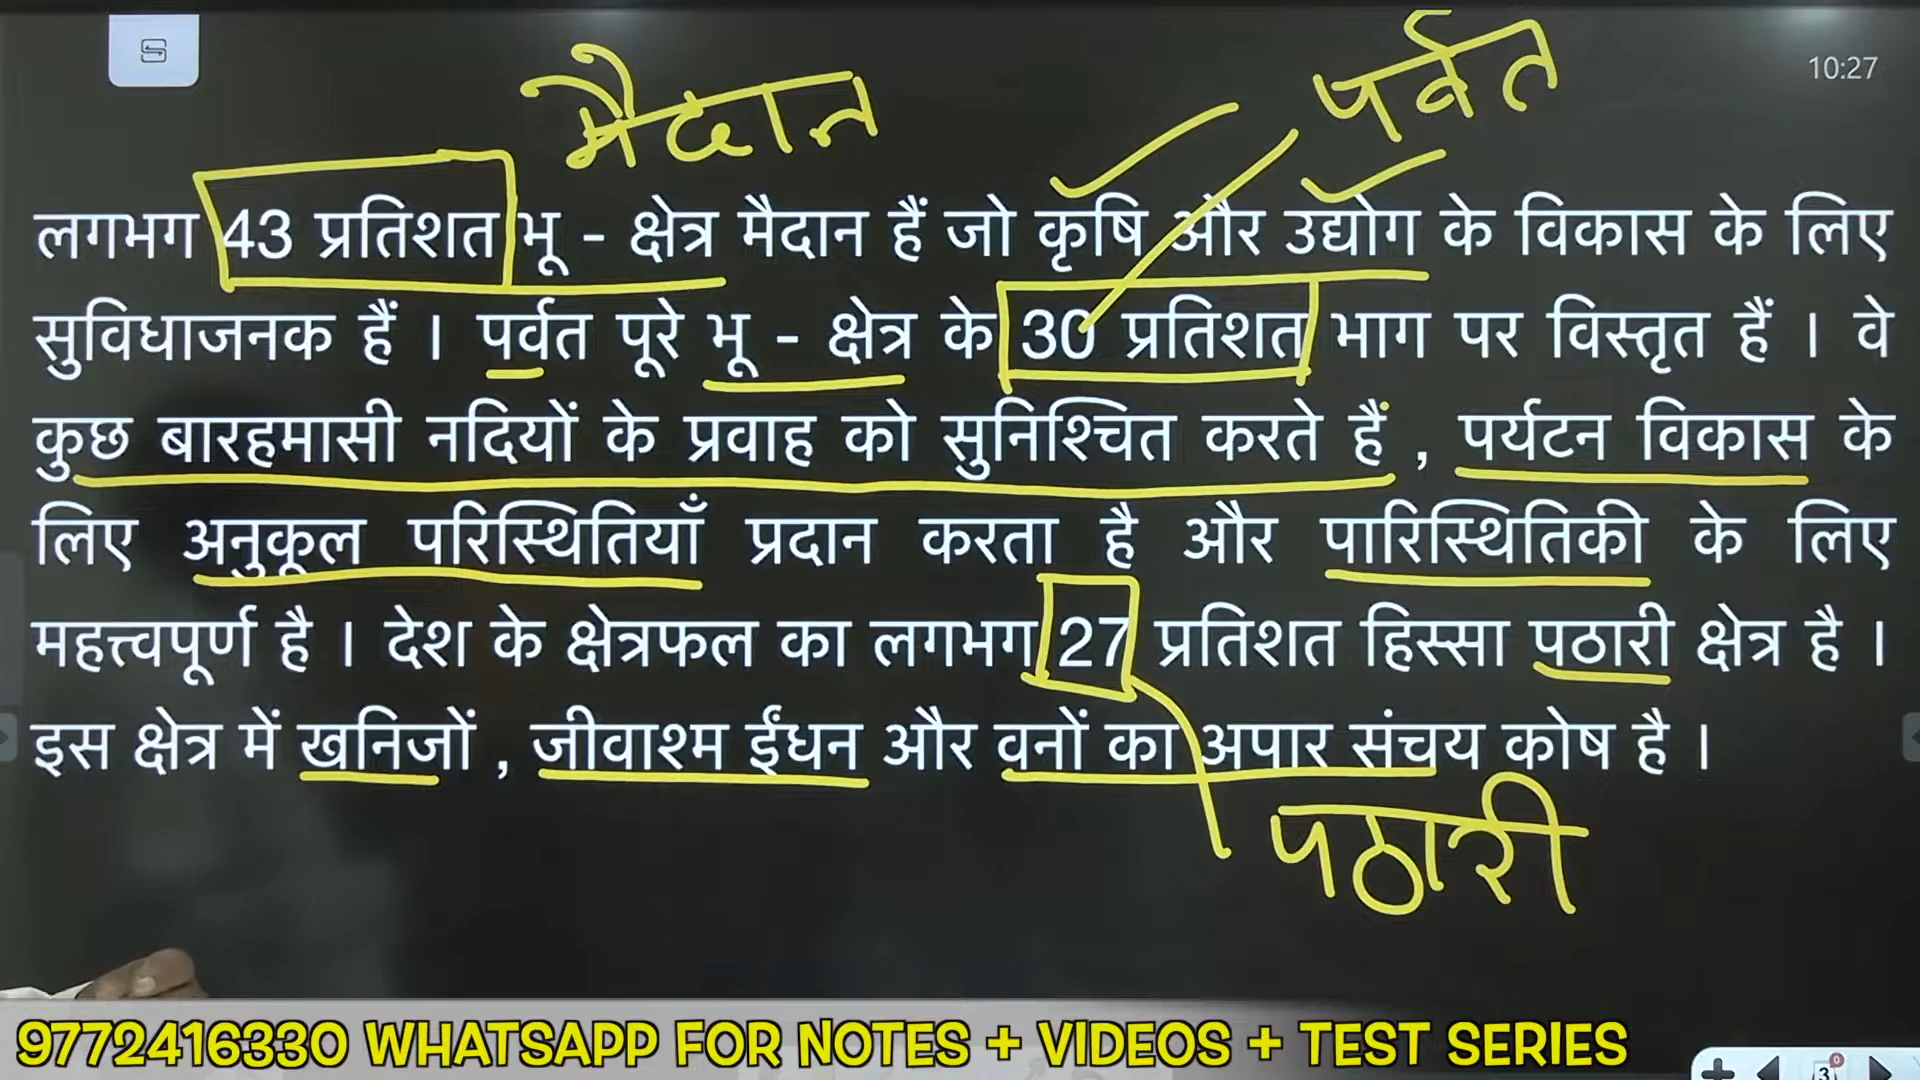 10:27
मैदान
पर्वत
लगभग 43 प्रतिशत भू - क्षेत्र मैदान हैं जो कृषि और उद्योग के विकास के लिए
सुविधाजनक हैं । पर्वत पूरे भू - क्षेत्र के 30 प्रतिशत भाग पर विस्तृत हैं । वे
कुछ बारहमासी नदियों के प्रवाह को सुनिश्चित करते हैं , पर्यटन विकास के
लिए अनुकूल परिस्थितियाँ प्रदान करता है और पारिस्थितिकी के लिए
महत्त्वपूर्ण है । देश के क्षेत्रफल का लगभग 27 प्रतिशत हिस्सा पठारी क्षेत्र है ।
इस क्षेत्र में खनिजों , जीवाश्म ईंधन और वनों का अपार संचय कोष है ।
पठारी
9772416330 WHATSAPP FOR NOTES + VIDEOS + TEST SERIES
3
0